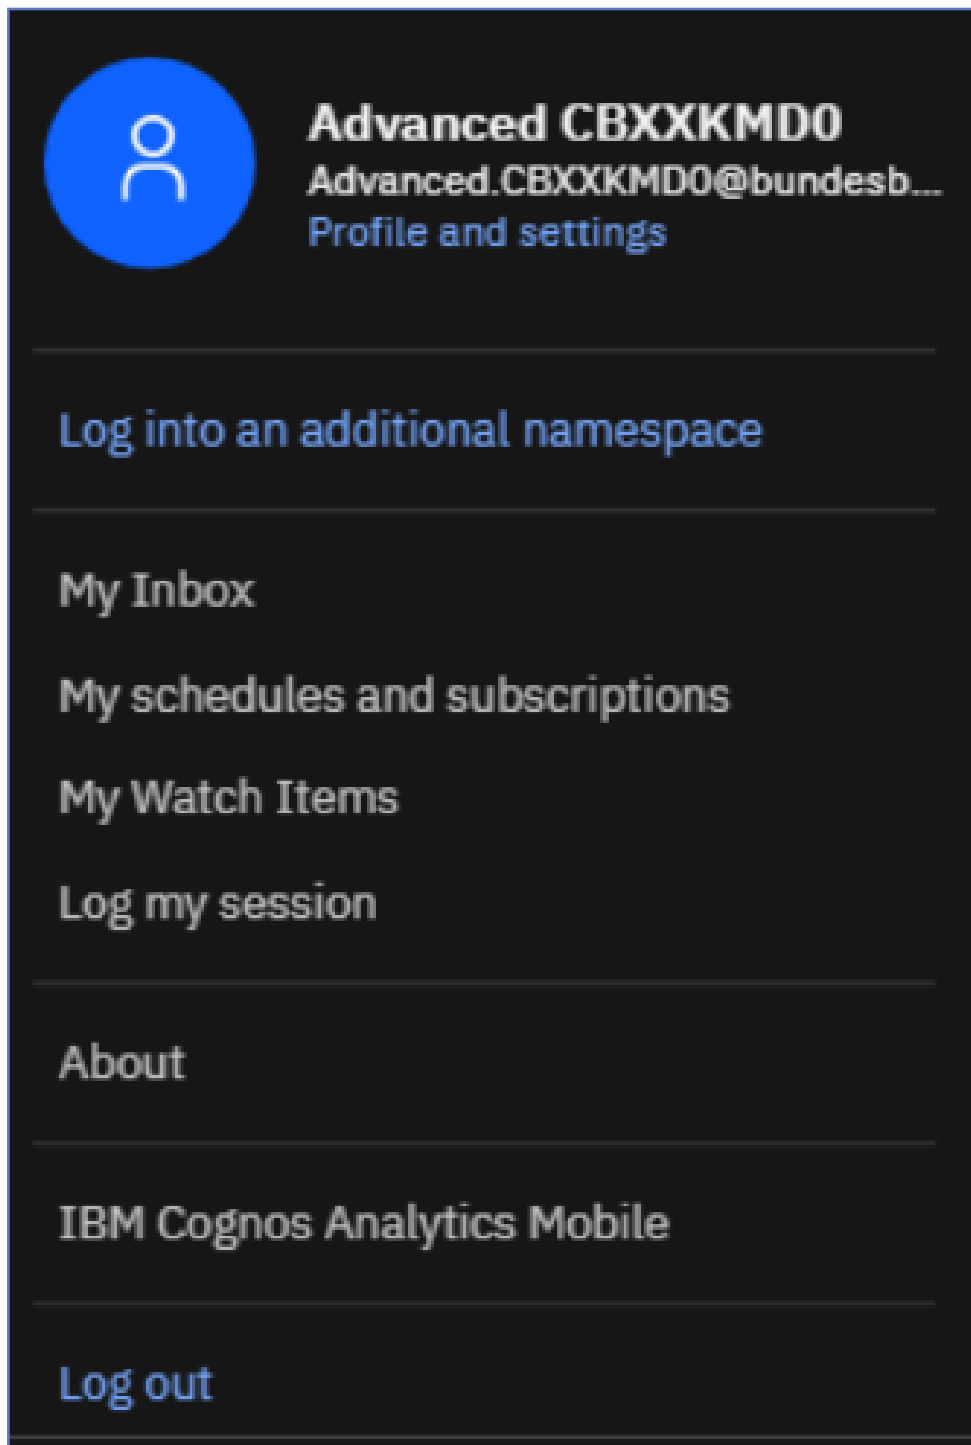 Advanced CBXXKMD0
Advanced.CBXXKMD0@bundesb...
Profile and settings
Log into an additional namespace
My Inbox
My schedules and subscriptions
My Watch Items
Log my session
About
IBM Cognos Analytics Mobile
Log out